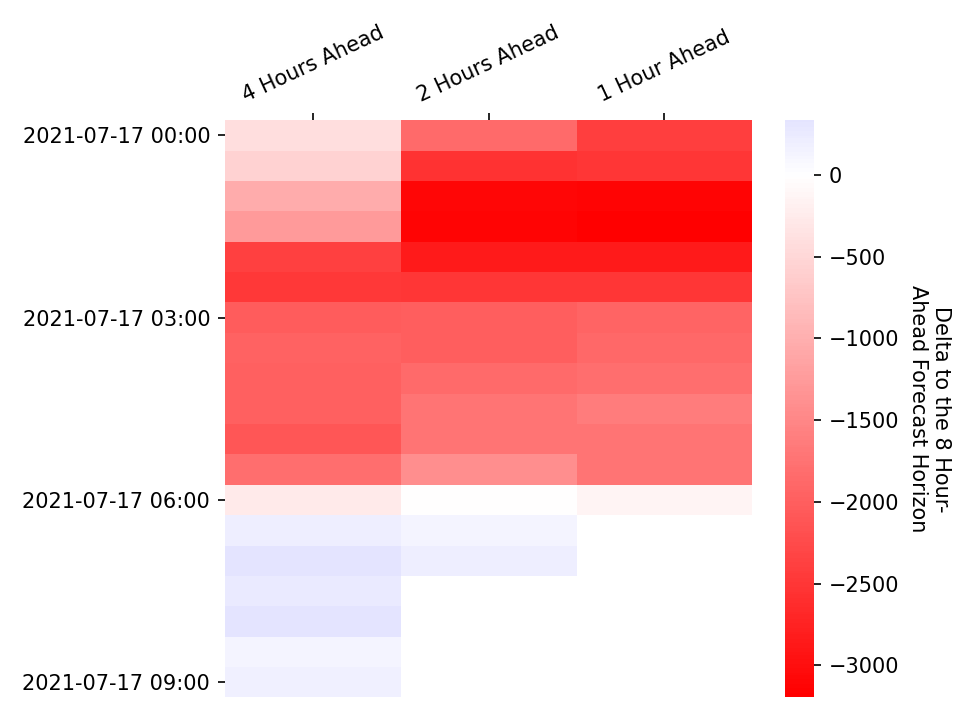 4 Hours Ahead
2 Hours Ahead
1 Hour Ahead
2021-07-17 00:00
2021-07-17 03:00
2021-07-17 06:00
2021-07-17 09:00
0
−500
−1000
−1500
−2000
−2500
−3000
Delta to the 8 Hour-
Ahead Forecast Horizon